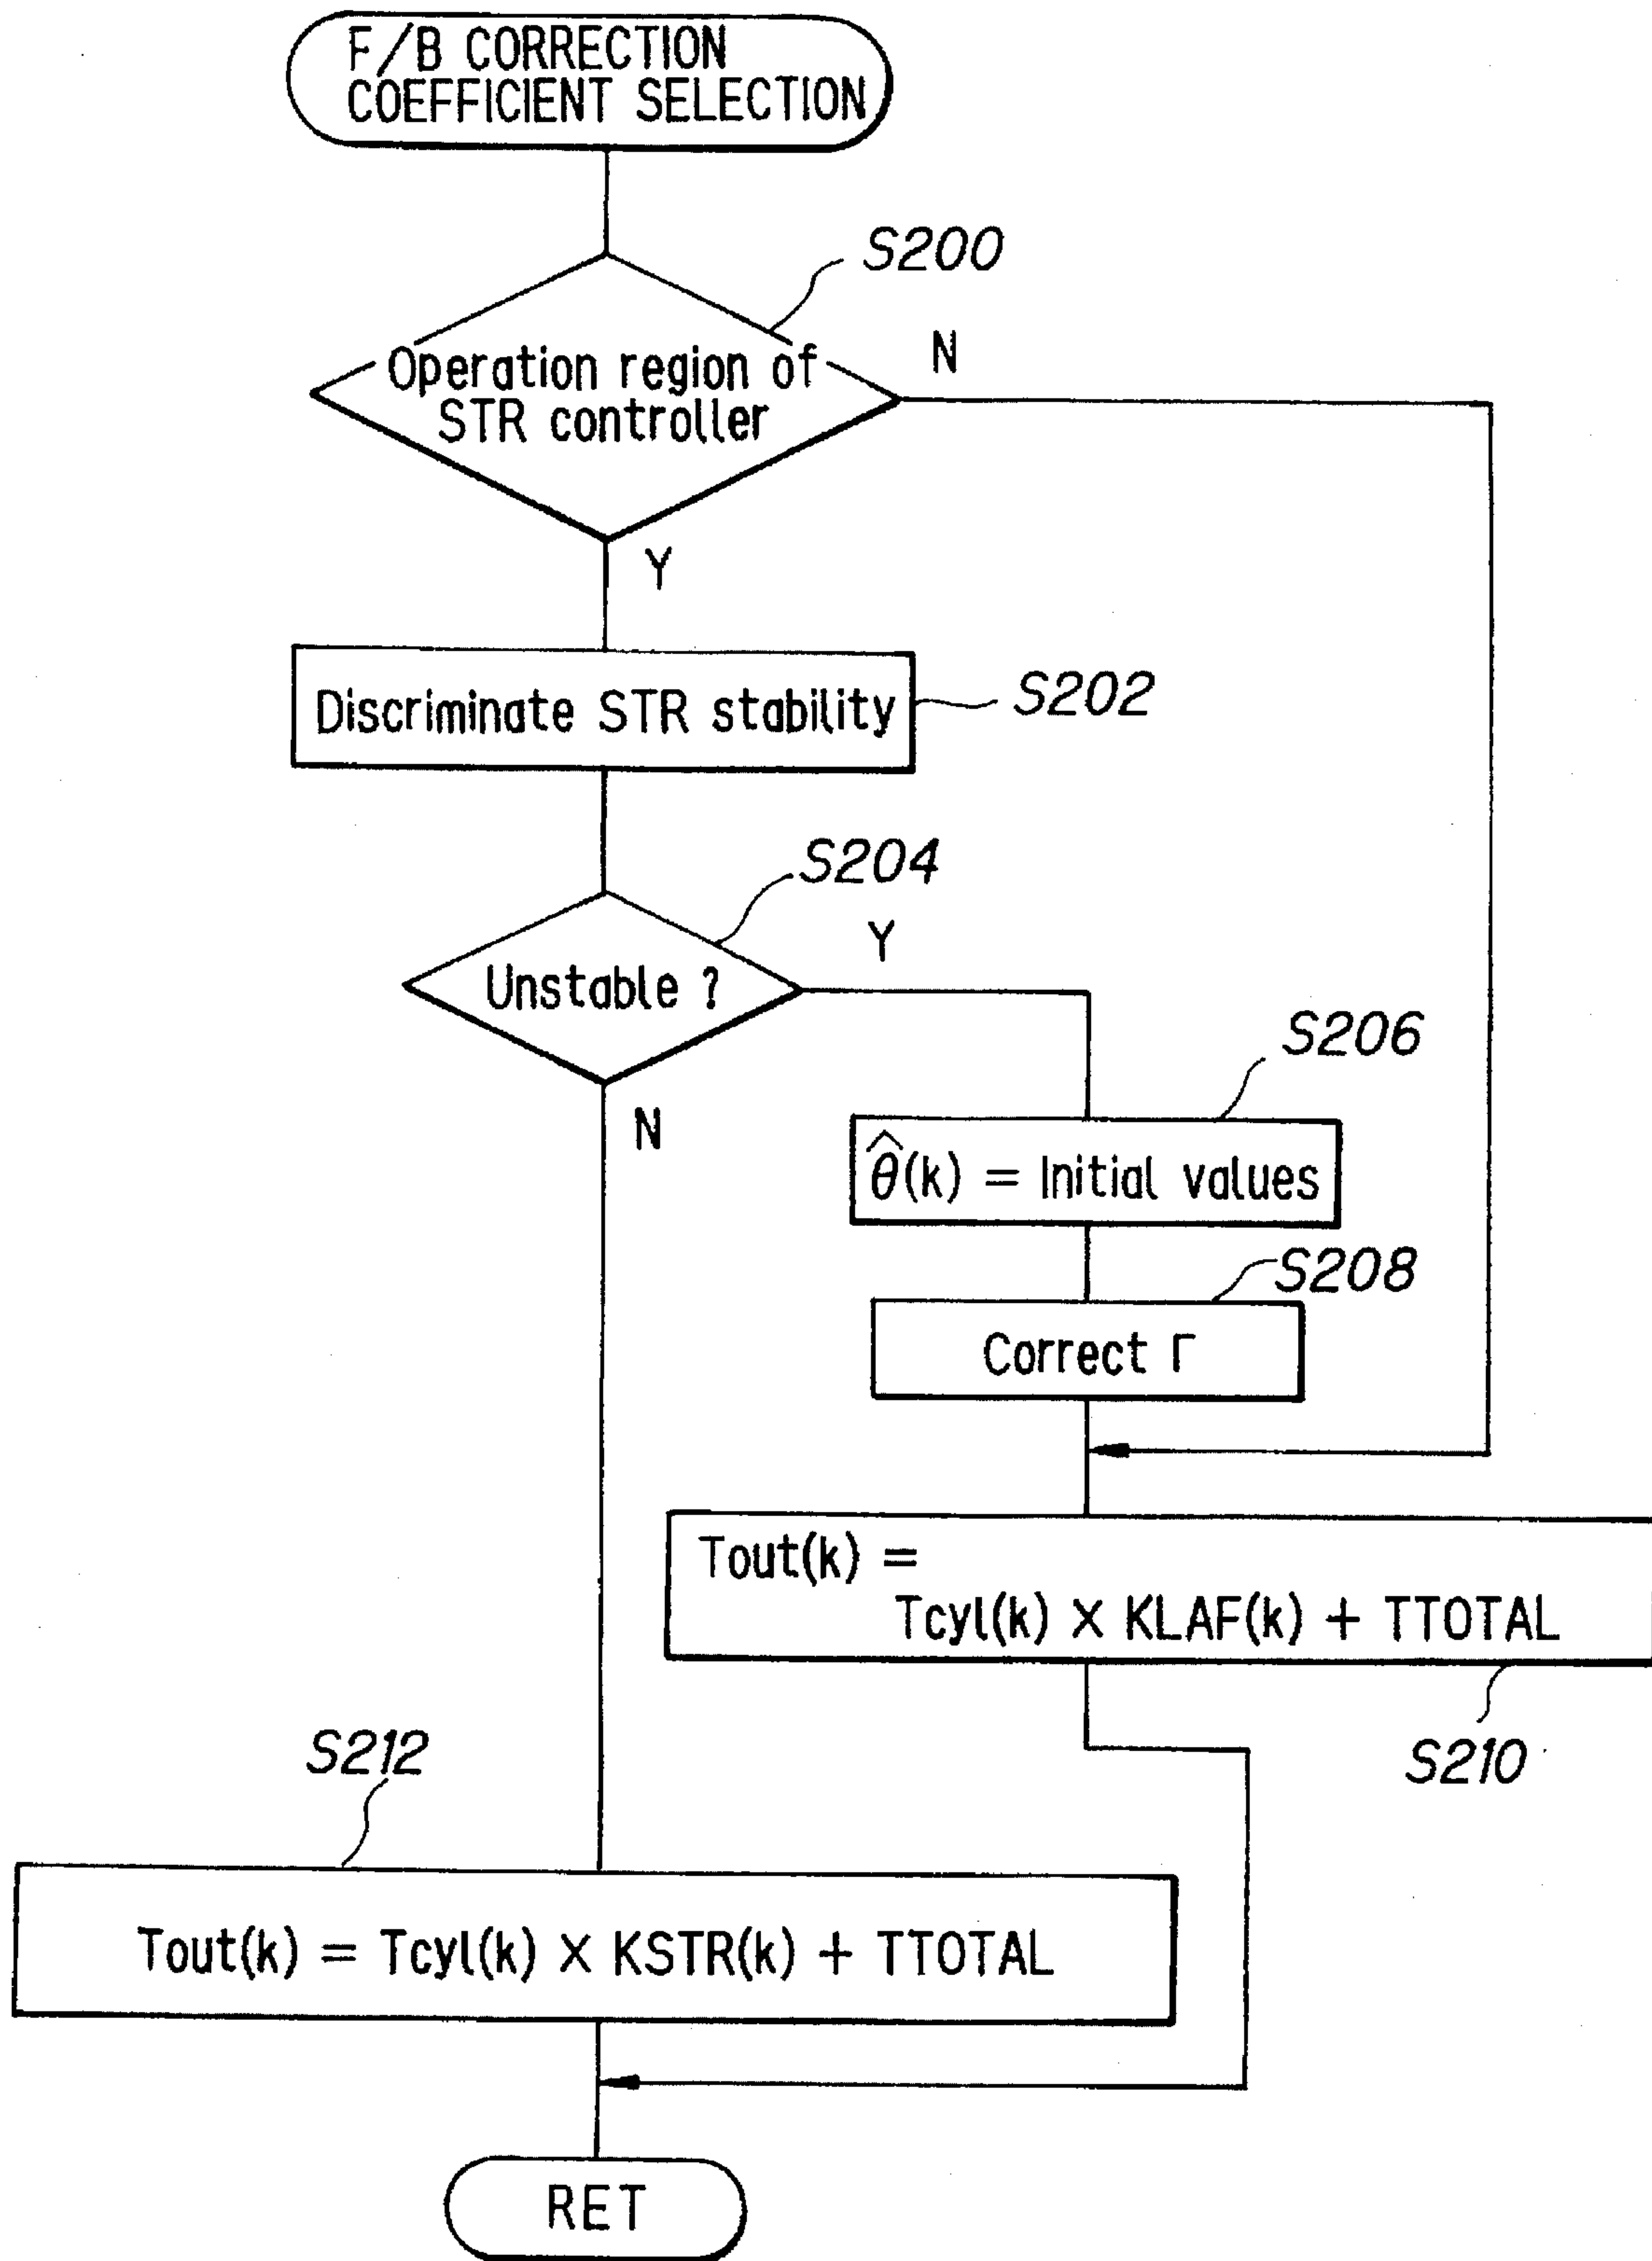 F/B CORRECTION
COEFFICIENT SELECTION
S200
Operation region of
STR controller
N
Y
Discriminate STR stability
S202
S204
Unstable ?
Y
N
S206
θ̂(k) = Initial values
S208
Correct Γ
Tout(k) =
Tcyl(k) × KLAF(k) + TTOTAL
S210
S212
Tout(k) = Tcyl(k) × KSTR(k) + TTOTAL
RET